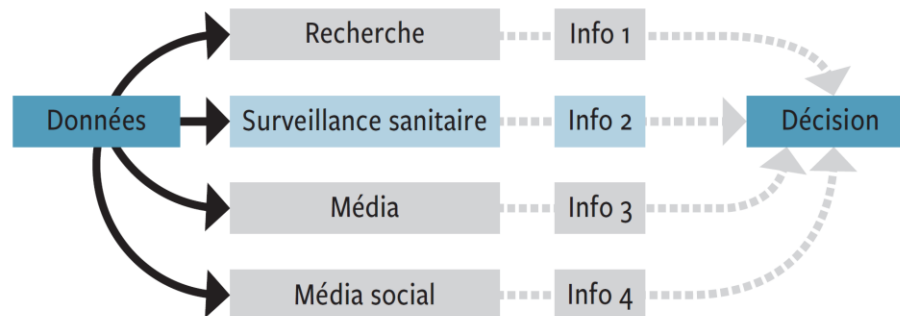 Recherche
Info 1
Données
Surveillance sanitaire
Info 2
Décision
Média
Info 3
Média social
Info 4